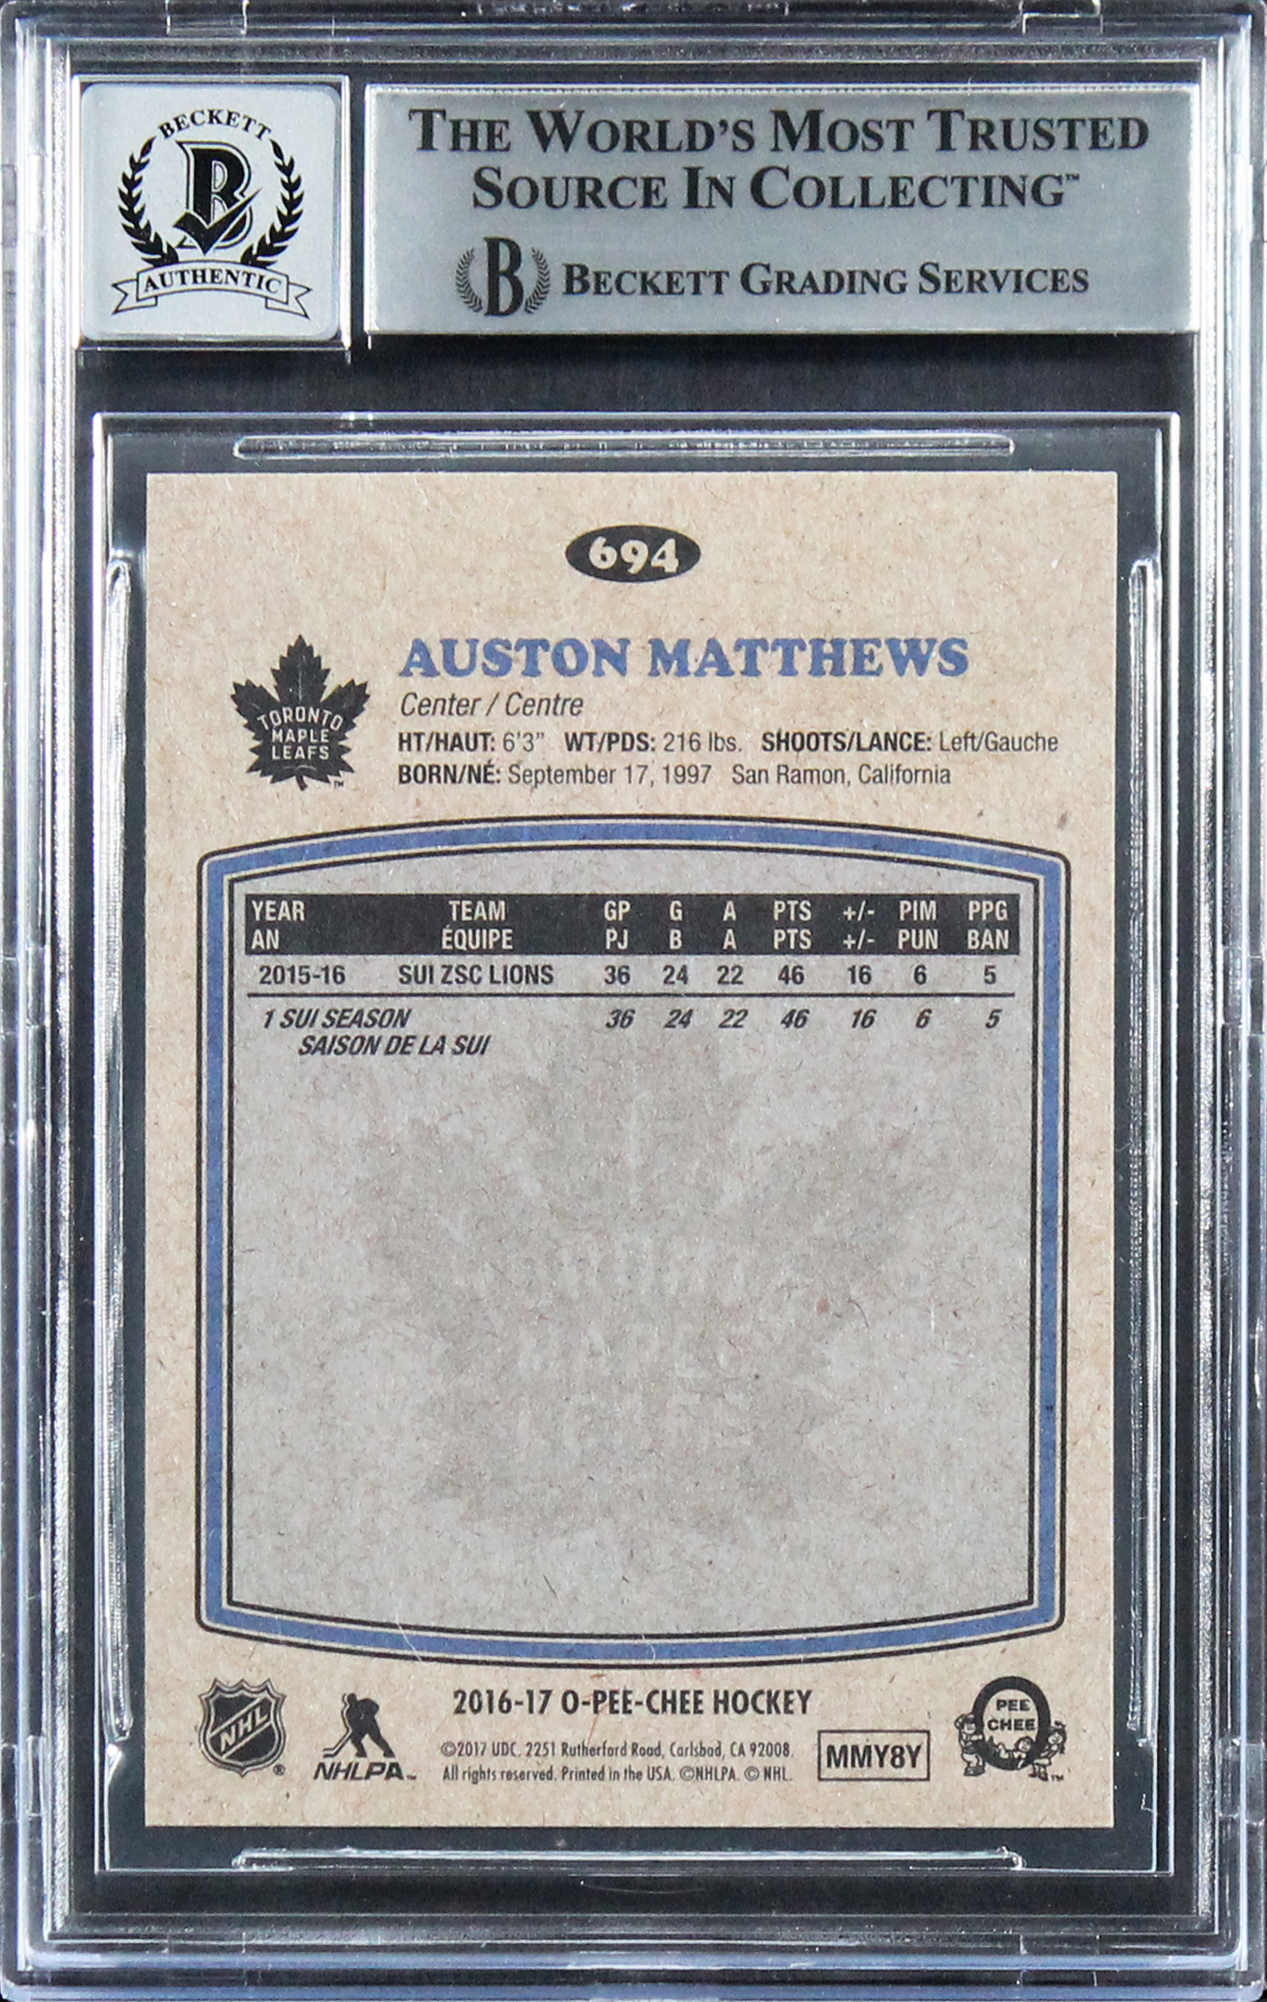 BECKETT
B
AUTHENTIC
THE WORLD'S MOST TRUSTED
SOURCE IN COLLECTING™
B BECKETT GRADING SERVICES
694
TORONTO
MAPLE
LEAFS
™
AUSTON MATTHEWS
Center / Centre
HT/HAUT: 6'3" WT/PDS: 216 lbs. SHOOTS/LANCE: Left/Gauche
BORN/NÉ: September 17, 1997 San Ramon, California
YEAR TEAM GP G A PTS +/- PIM PPG
AN ÉQUIPE PJ B A PTS +/- PUN BAN
2015-16 SUI ZSC LIONS 36 24 22 46 16 6 5
1 SUI SEASON 36 24 22 46 16 6 5
SAISON DE LA SUI
NHL ®
NHLPA™
2016-17 O-PEE-CHEE HOCKEY
©2017 UDC. 2251 Rutherford Road, Carlsbad, CA 92008.
All rights reserved. Printed in the USA. ©NHLPA. © NHL.
MMY8Y
PEE
CHEE
™